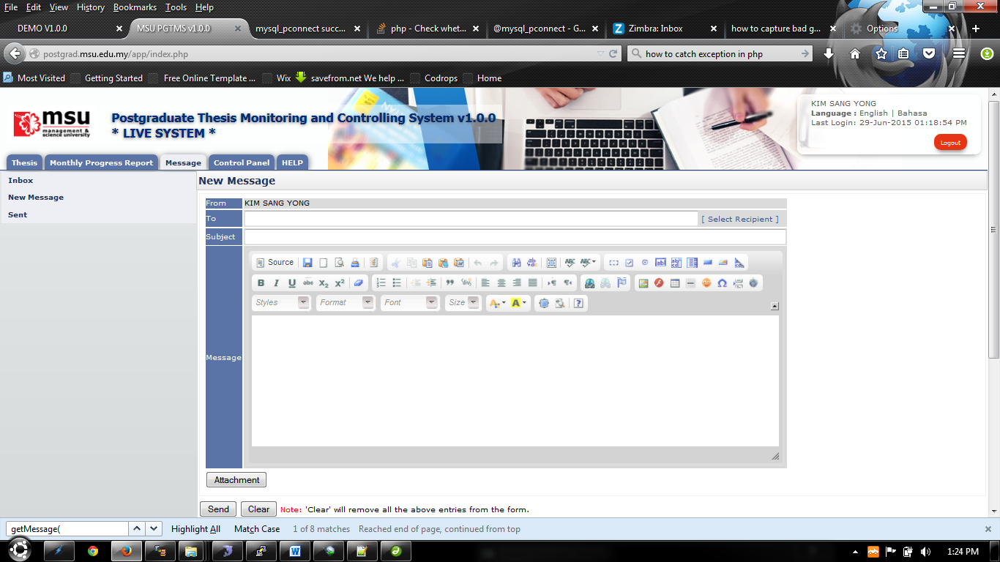 File Edit View History Bookmarks Tools Help
DEMO V1.0.0
MSU PGTMS v1.0.0
mysql_pconnect succ...
php - Check whet...
@mysql_pconnect - G...
Zimbra: Inbox
how to capture bad g...
Options
postgrad.msu.edu.my/app/index.php
how to catch exception in php
Most Visited
Getting Started
Free Online Template ...
Wix
savefrom.net We help ...
Codrops
Home
msu
management &
science university
Postgraduate Thesis Monitoring and Controlling System v1.0.0
* LIVE SYSTEM *
KIM SANG YONG
Language : English | Bahasa
Last Login: 29-Jun-2015 01:18:54 PM
Logout
Thesis
Monthly Progress Report
Message
Control Panel
HELP
Inbox
New Message
Sent
New Message
From KIM SANG YONG
To [ Select Recipient ]
Subject
Source
ABC ABC
B I U abc X₂ X²
Styles Format Font Size A A ?
Message
Attachment
Send Clear Note: 'Clear' will remove all the above entries from the form.
getMessage( Highlight All Match Case 1 of 8 matches Reached end of page, continued from top
1:24 PM